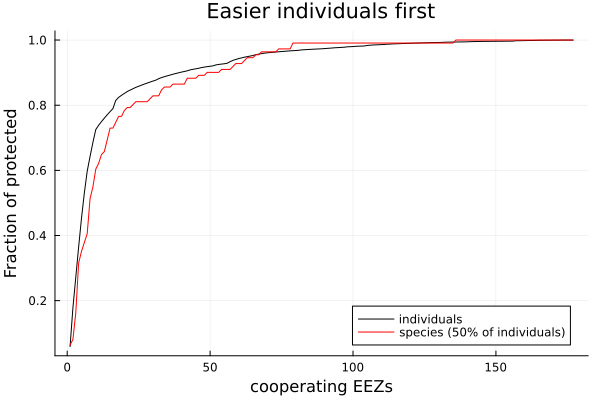 Easier individuals first
Fraction of protected
1.0
0.8
0.6
0.4
0.2
individuals
species (50% of individuals)
0
50
100
150
cooperating EEZs